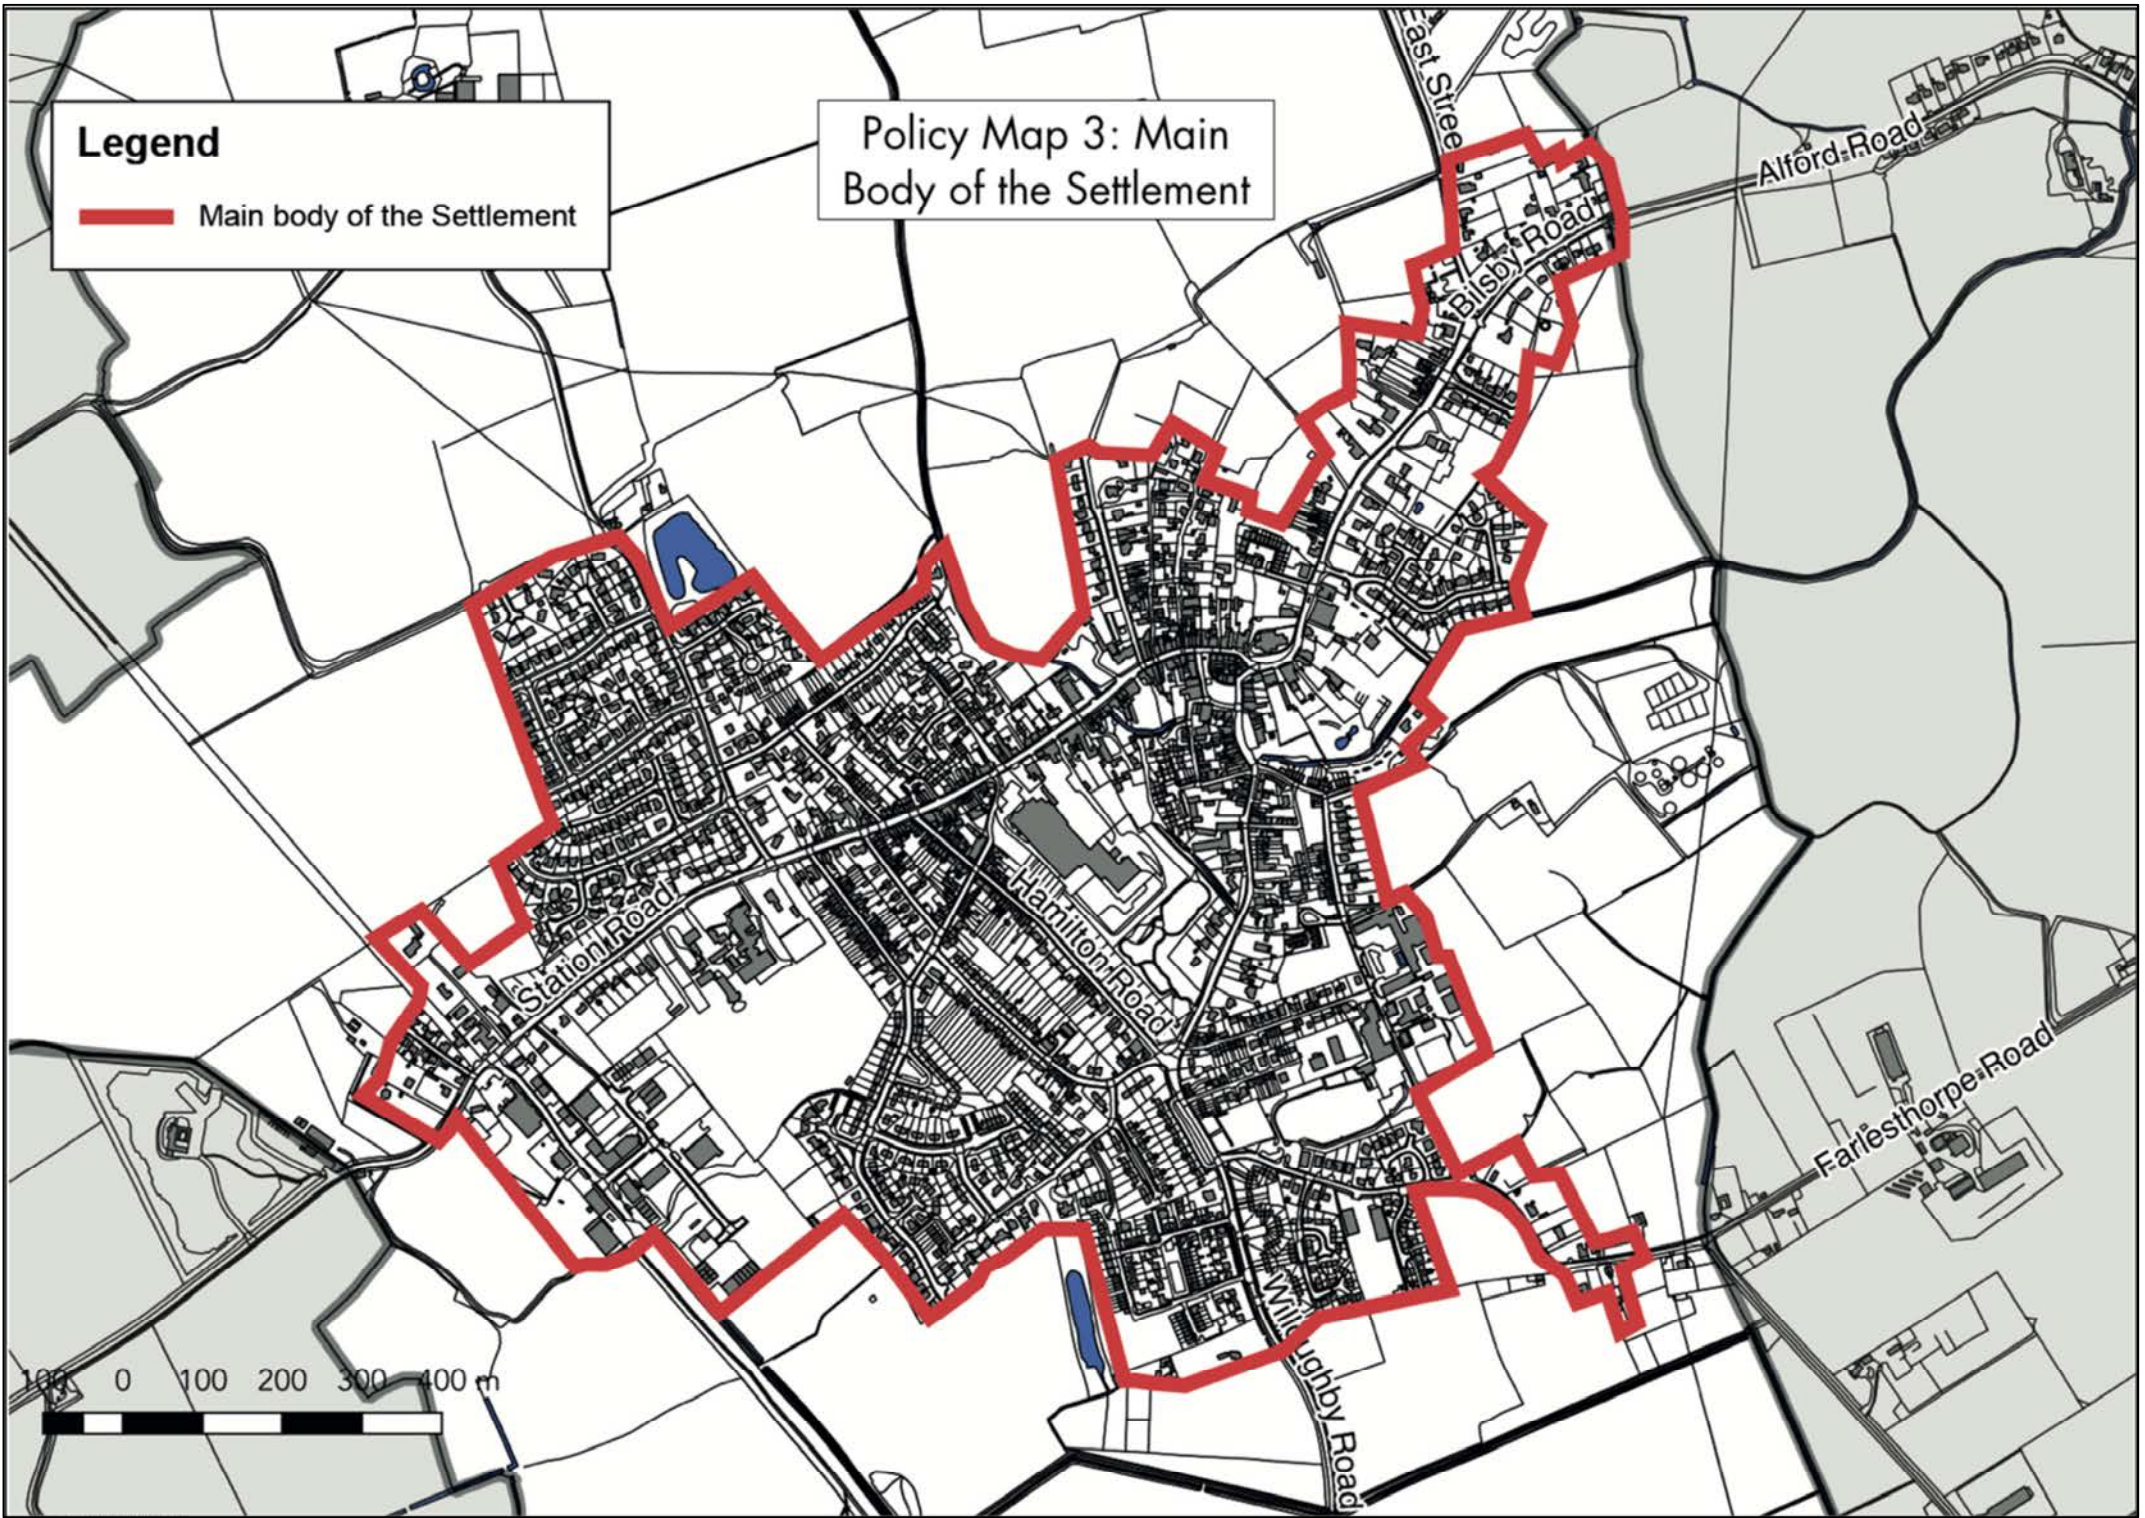 East Stree
Legend
Policy Map 3: Main
Body of the Settlement
Alford Road
Main body of the Settlement
Bilsby Road
Station Road
Hamilton Road
Farlesthorpe Road
Willoughby Road
100 0 100 200 300 400 m